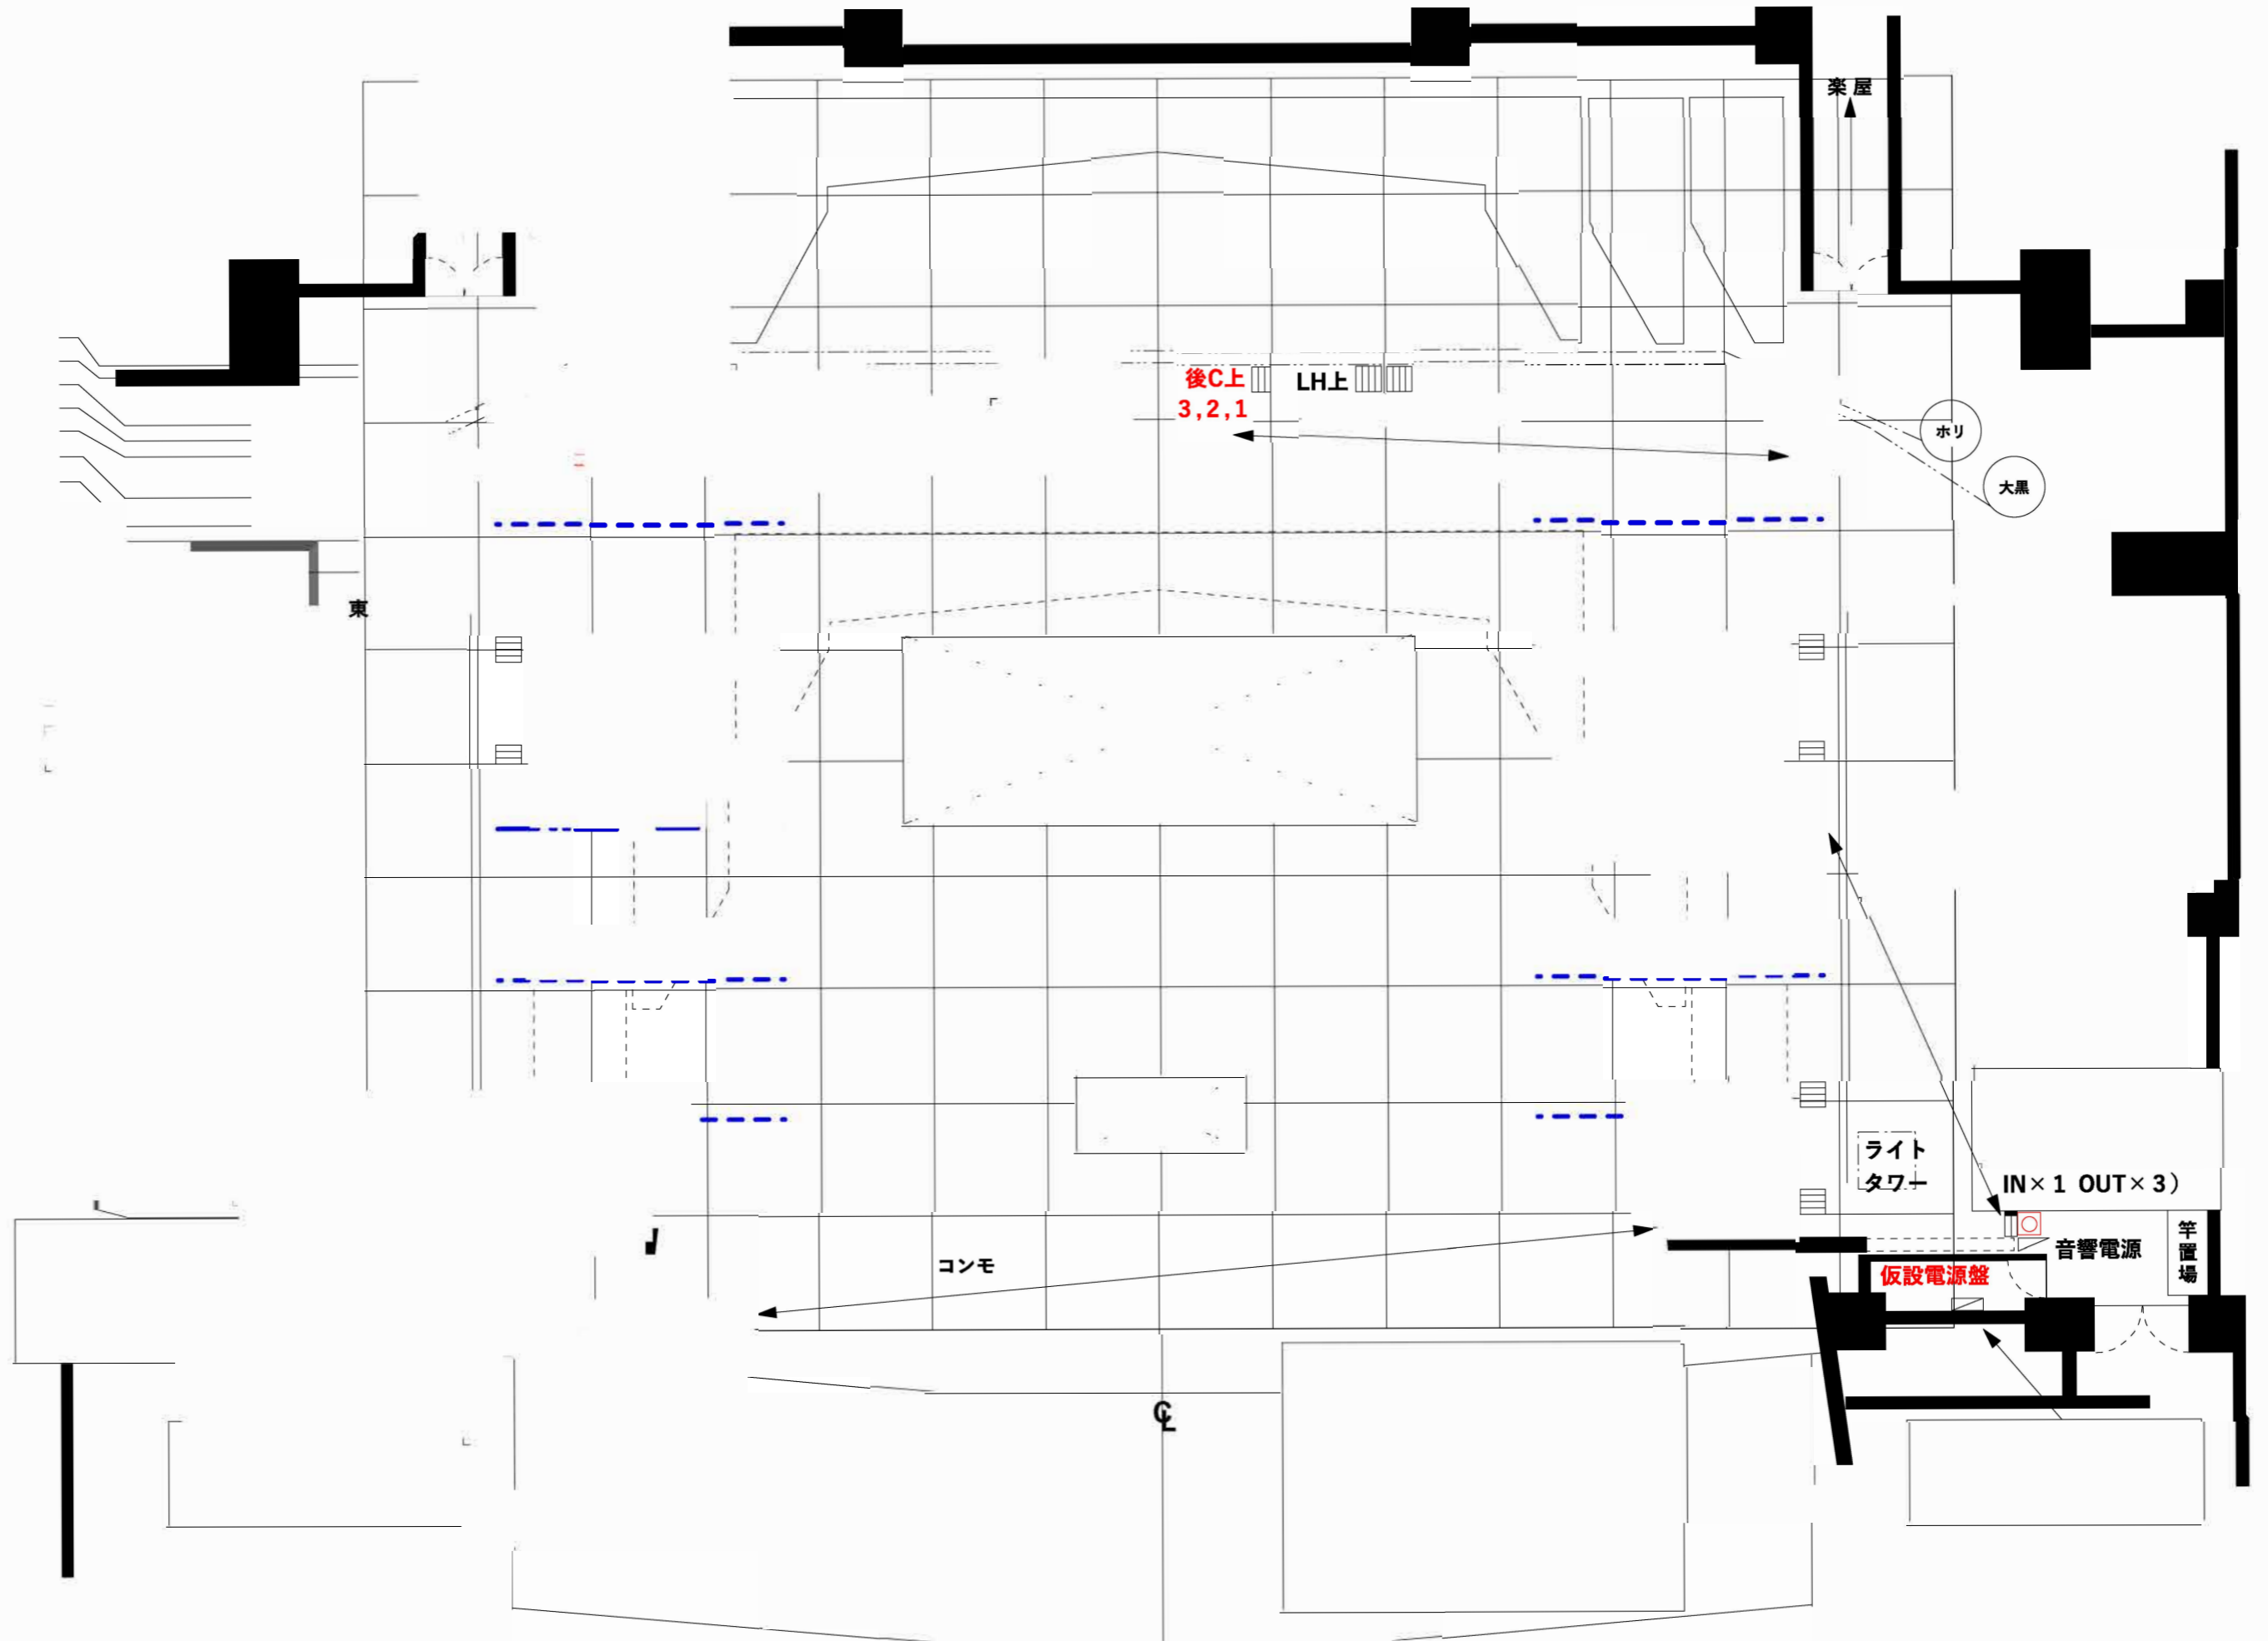 楽屋
後C上
3,2,1
LH上
ホリ
大黒
東
ライト
タワー
IN×1 OUT×3）
竿置場
音響電源
仮設電源盤
コンモ
CL